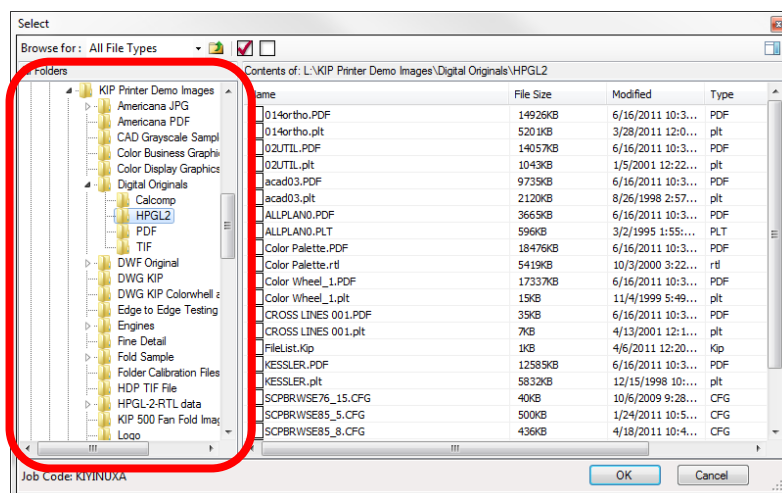 Select
Browse for: All File Types
Folders
Contents of: L:\KIP Printer Demo Images\Digital Originals\HPGL2
KIP Printer Demo Images
Americana JPG
Americana PDF
CAD Grayscale Sampl
Color Business Graphi
Color Display Graphics
Digital Originals
Calcomp
HPGL2
PDF
TIF
DWF Original
DWG KIP
DWG KIP Colorwheel a
Edge to Edge Testing
Engines
Fine Detail
Fold Sample
Folder Calibration Files
HDP TIF File
HPGL-2-RTL data
KIP 500 Fan Fold Imag
Logo
Name File Size Modified Type
014ortho.PDF 14926KB 6/16/2011 10:3... PDF
014ortho.plt 5201KB 3/28/2011 12:0... plt
02UTIL.PDF 14057KB 6/16/2011 10:3... PDF
02UTIL.plt 1043KB 1/5/2001 12:22... plt
acad03.PDF 9735KB 6/16/2011 10:3... PDF
acad03.plt 2120KB 8/26/1998 2:57... plt
ALLPLAN0.PDF 3665KB 6/16/2011 10:3... PDF
ALLPLAN0.PLT 596KB 3/2/1995 1:55:... PLT
Color Palette.PDF 18476KB 6/16/2011 10:3... PDF
Color Palette.rtl 5419KB 10/3/2000 3:22... rtl
Color Wheel_1.PDF 17337KB 6/16/2011 10:3... PDF
Color Wheel_1.plt 15KB 11/4/1999 5:49... plt
CROSS LINES 001.PDF 35KB 6/16/2011 10:3... PDF
CROSS LINES 001.plt 7KB 4/13/2001 12:1... plt
FileList.Kip 1KB 4/6/2011 12:20... Kip
KESSLER.PDF 12585KB 6/16/2011 10:3... PDF
KESSLER.plt 5832KB 12/15/1998 10:... plt
SCPBRWSE76_15.CFG 40KB 10/6/2009 9:28... CFG
SCPBRWSE85_5.CFG 500KB 1/24/2011 10:5... CFG
SCPBRWSE85_8.CFG 436KB 4/18/2011 10:4... CFG
Job Code: KIYINUXA
OK
Cancel